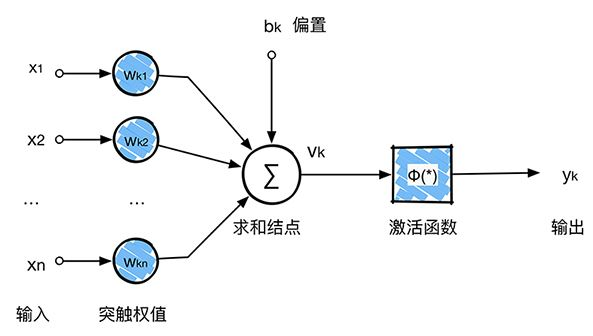 bk 偏置
x1
wk1
x2
wk2
vk
∑
Φ(*)
yk
...
...
求和结点
激活函数
输出
xn
wkn
输入
突触权值